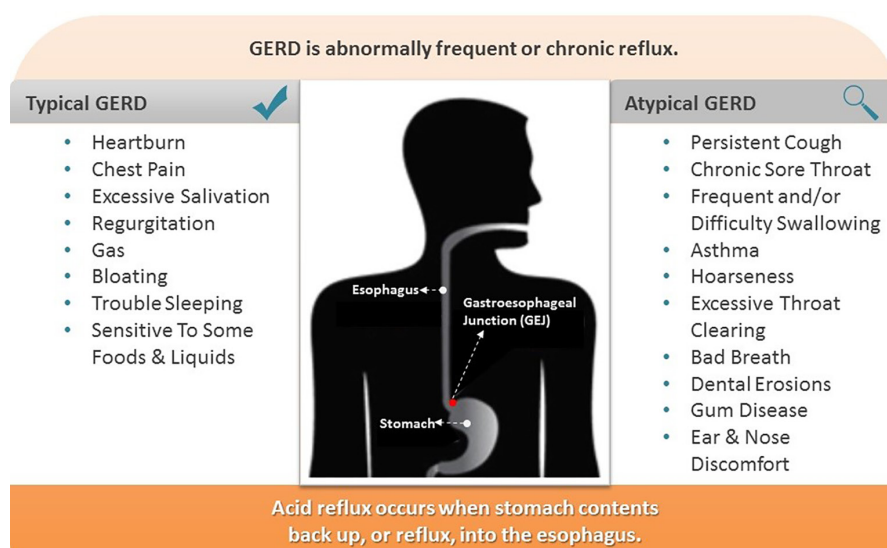 GERD is abnormally frequent or chronic reflux.
Typical GERD
Heartburn
Chest Pain
Excessive Salivation
Regurgitation
Gas
Bloating
Trouble Sleeping
Sensitive To Some
Foods & Liquids
Esophagus
Gastroesophageal
Junction (GEJ)
Stomach
Atypical GERD
Persistent Cough
Chronic Sore Throat
Frequent and/or
Difficulty Swallowing
Asthma
Hoarseness
Excessive Throat
Clearing
Bad Breath
Dental Erosions
Gum Disease
Ear & Nose
Discomfort
Acid reflux occurs when stomach contents
back up, or reflux, into the esophagus.